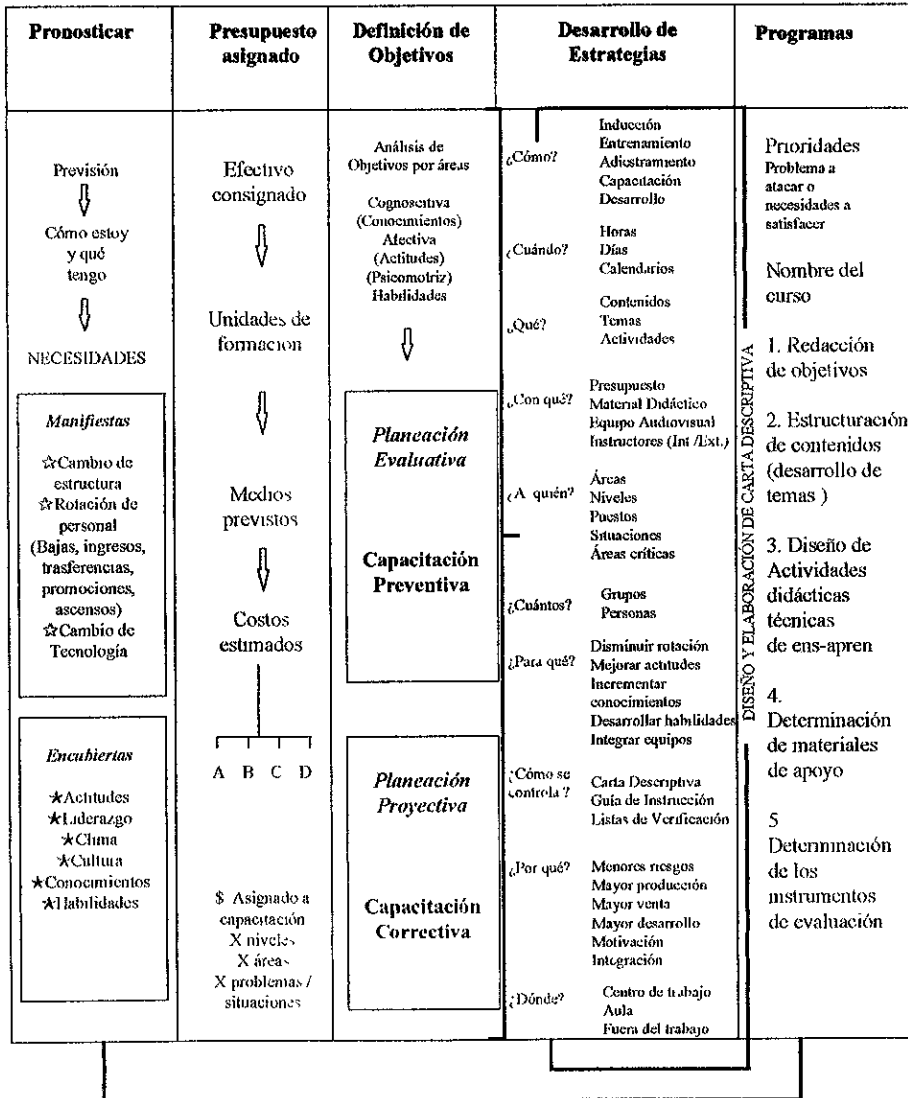 Pronosticar
Presupuesto
asignado
Definición de
Objetivos
Desarrollo de
Estrategias
Programas
Previsión
Cómo estoy
y qué
tengo
NECESIDADES
Manifiestas
☆Cambio de
estructura
☆Rotación de
personal
(Bajas, ingresos,
trasferencias,
promociones,
ascensos)
☆Cambio de
Tecnología
Encubiertas
★Actitudes
★Liderazgo
★Clima
★Cultura
★Conocimientos
★Habilidades
Efectivo
consignado
Unidades de
formacion
Medios
previstos
Costos
estimados
A B C D
$ Asignado a
capacitación
X niveles
X áreas
X problemas /
situaciones
Análisis de
Objetivos por áreas
Cognoscitiva
(Conocimientos)
Afectiva
(Actitudes)
(Psicomotriz)
Habilidades
Planeación
Evaluativa
Capacitación
Preventiva
Planeación
Proyectiva
Capacitación
Correctiva
¿Cómo?
Inducción
Entrenamiento
Adiestramiento
Capacitación
Desarrollo
¿Cuándo?
Horas
Días
Calendarios
¿Qué?
Contenidos
Temas
Actividades
¿Con qué?
Presupuesto
Material Didáctico
Equipo Audiovisual
Instructores (Int /Ext.)
¿A quién?
Áreas
Niveles
Puestos
Situaciones
Áreas críticas
¿Cuántos?
Grupos
Personas
¿Para qué?
Disminuir rotación
Mejorar actitudes
Incrementar
conocimientos
Desarrollar habilidades
Integrar equipos
¿Cómo se
controla ?
Carta Descriptiva
Guía de Instrucción
Listas de Verificación
¿Por qué?
Menores riesgos
Mayor producción
Mayor venta
Mayor desarrollo
Motivación
Integración
¿Dónde?
Centro de trabajo
Aula
Fuera del trabajo
DISEÑO Y ELABORACIÓN DE CARTA DESCRIPTIVA
Prioridades
Problema a
atacar o
necesidades a
satisfacer
Nombre del
curso
1. Redacción
de objetivos
2. Estructuración
de contenidos
(desarrollo de
temas )
3. Diseño de
Actividades
didácticas
técnicas
de ens-apren
4.
Determinación
de materiales
de apoyo
5
Determinación
de los
instrumentos
de evaluación